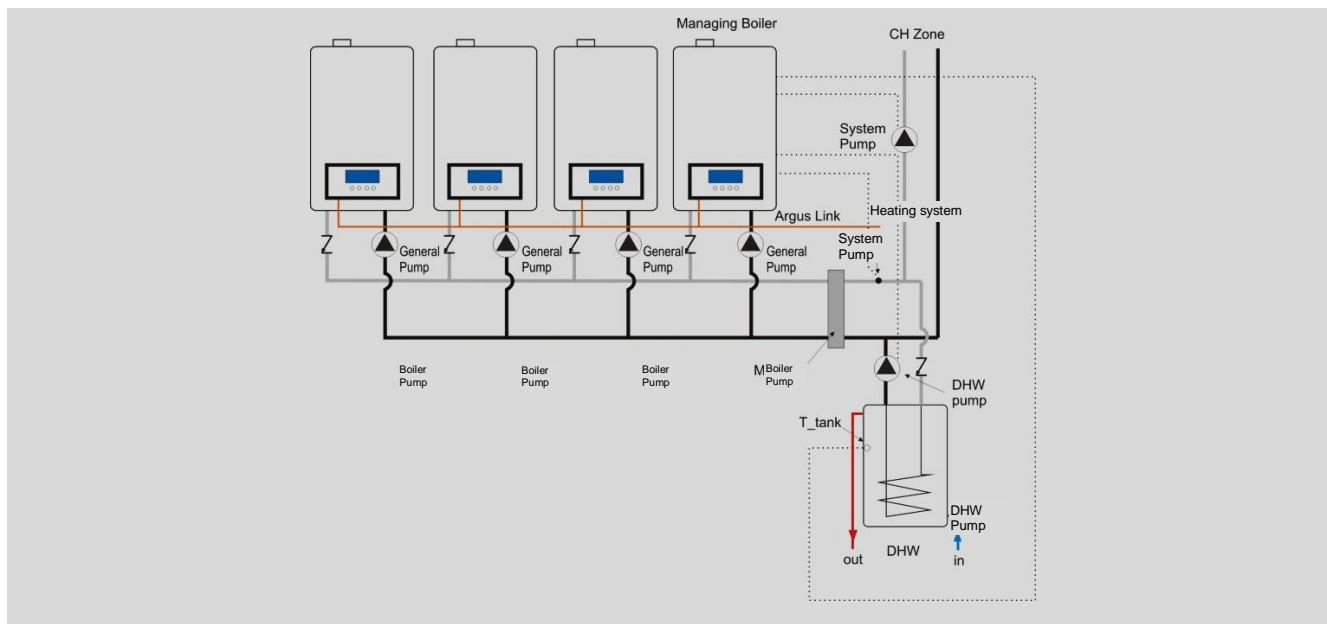 Managing Boiler
CH Zone
System
Pump
Argus Link
Heating system
General
Pump
General
Pump
General
Pump
General
Pump
System
Pump
Boiler
Pump
Boiler
Pump
Boiler
Pump
M
Boiler
Pump
DHW
pump
T_tank
DHW
Pump
DHW
out
in